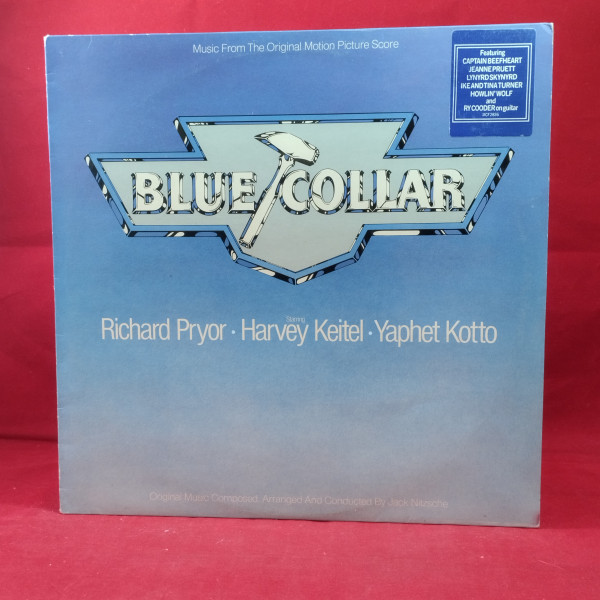 Music From The Original Motion Picture Score
Featuring
CAPTAIN BEEFHEART
JEANNE PRUETT
LYNYRD SKYNYRD
IKE AND TINA TURNER
HOWLIN' WOLF
and
RY COODER on guitar
BLUE COLLAR
Starring
Richard Pryor · Harvey Keitel · Yaphet Kotto
Original Music Composed, Arranged And Conducted By Jack Nitzsche